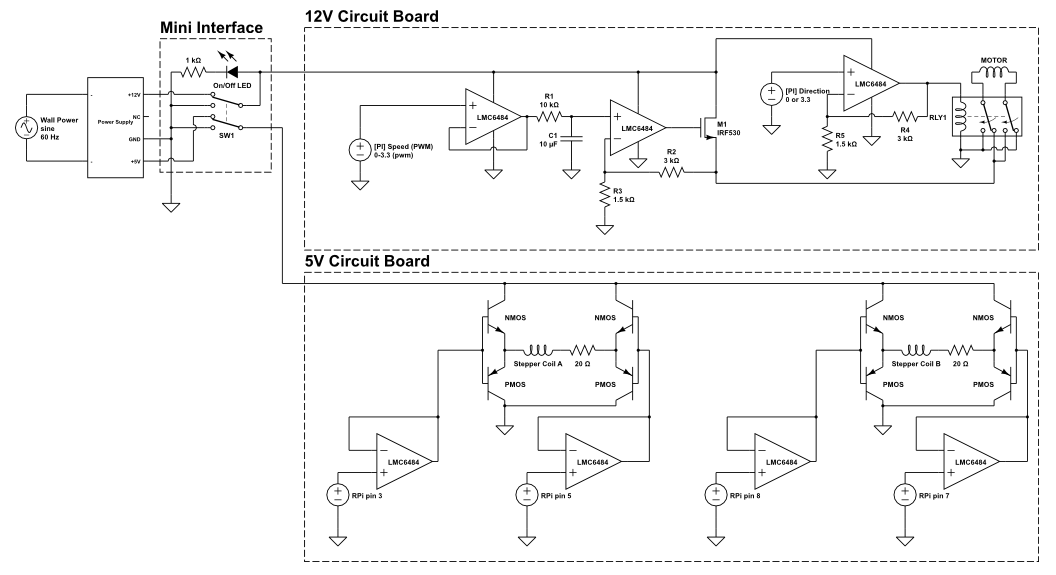 12V Circuit Board
Mini Interface
1 kΩ
On/Off LED
+12V
NC
Power Supply
GND
+5V
SW1
Wall Power
sine
60 Hz
[PI] Speed (PWM)
0-3.3 (pwm)
LMC6484
R1
10 kΩ
C1
10 µF
LMC6484
R2
3 kΩ
R3
1.5 kΩ
M1
IRF530
[PI] Direction
0 or 3.3
LMC6484
R5
1.5 kΩ
R4
3 kΩ
RLY1
MOTOR
5V Circuit Board
NMOS
NMOS
Stepper Coil A
20 Ω
PMOS
PMOS
NMOS
NMOS
Stepper Coil B
20 Ω
PMOS
PMOS
LMC6484
RPi pin 3
LMC6484
RPi pin 5
LMC6484
RPi pin 8
LMC6484
RPi pin 7